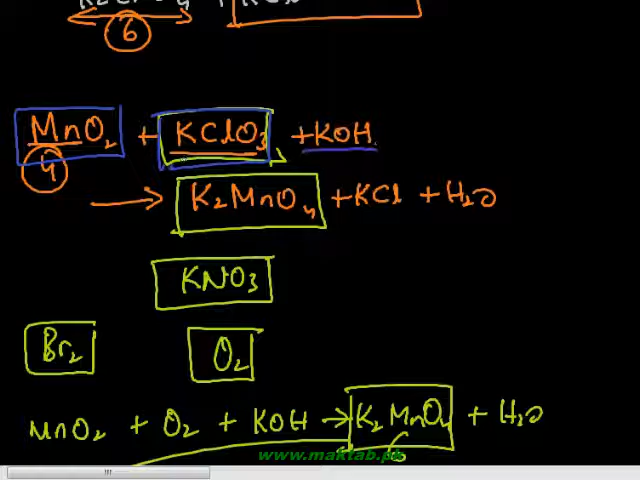 6
MnO₂ + KClO₃ + KOH
4
→ K₂MnO₄ + KCl + H₂O
KNO₃
Br₂ O₂
MnO₂ + O₂ + KOH → K₂MnO₄ + H₂O
6
www.maktab.pk